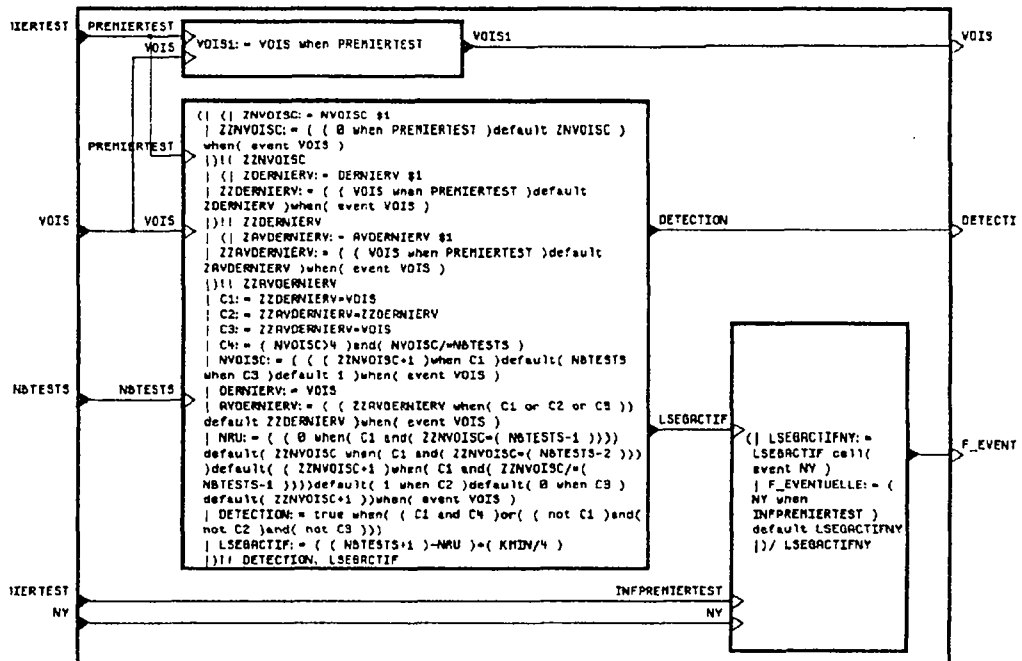 IERTEST
PREMIERTEST
VOIS
VOIS1: = VOIS when PREMIERTEST
VOIS1
VOIS
PREMIERTEST
VOIS
VOIS
NBTESTS
NBTESTS
(| (| ZNVOISC: = NVOISC $1
| ZZNVOISC: = ( ( 0 when PREMIERTEST )default ZNVOISC )
when( event VOIS )
|)!! ZZNVOISC
| (| ZDERNIERV: = DERNIERV $1
| ZZDERNIERV: = ( ( VOIS when PREMIERTEST )default
ZDERNIERV )when( event VOIS )
|)!! ZZDERNIERV
| (| ZAVDERNIERV: = AVDERNIERV $1
| ZZAVDERNIERV: = ( ( VOIS when PREMIERTEST )default
ZAVDERNIERV )when( event VOIS )
|)!! ZZAVDERNIERV
| C1: = ZZDERNIERV=VOIS
| C2: = ZZAVDERNIERV=ZZDERNIERV
| C3: = ZZAVDERNIERV=VOIS
| C4: = ( NVOISC>4 )and( NVOISC/=NBTESTS )
| NVOISC: = ( ( ( ZZNVOISC+1 )when C1 )default( NBTESTS
when C3 )default 1 )when( event VOIS )
| DERNIERV: = VOIS
| AVDERNIERV: = ( ( ZZAVDERNIERV when( C1 or C2 or C3 ))
default ZZDERNIERV )when( event VOIS )
| NRU: = ( ( 0 when( C1 and( ZZNVOISC=( NBTESTS-1 ))))
default( ZZNVOISC when( C1 and( ZZNVOISC=( NBTESTS-2 )))
)default( ( ZZNVOISC+1 )when( C1 and( ZZNVOISC/=(
NBTESTS-1 ))))default( 1 when C2 )default( 0 when C3 )
default( ZZNVOISC+1 ))when( event VOIS )
| DETECTION: = true when( ( C1 and C4 )or( ( not C1 )and(
not C2 )and( not C3 )))
| LSEGACTIF: = ( ( NBTESTS+1 )-NRU )*( KMIN/4 )
|)!! DETECTION, LSEGACTIF
DETECTION
DETECTI
LSEGACTIF
(| LSEGACTIFNY: =
LSEGACTIF cell(
event NY )
| F_EVENTUELLE: = (
NY when
INFPREMIERTEST )
default LSEGACTIFNY
|)/ LSEGACTIFNY
F_EVENT
IERTEST
INFPREMIERTEST
NY
NY